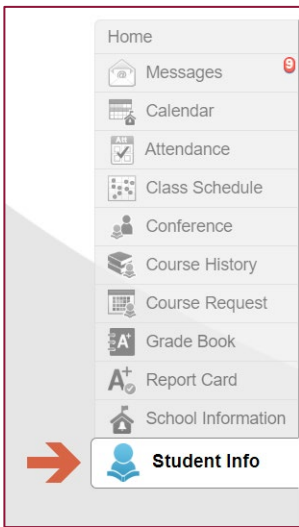 Home
Messages 9
Calendar
Att
Attendance
Class Schedule
Conference
Course History
Course Request
A+
Grade Book
A+
Report Card
School Information
Student Info